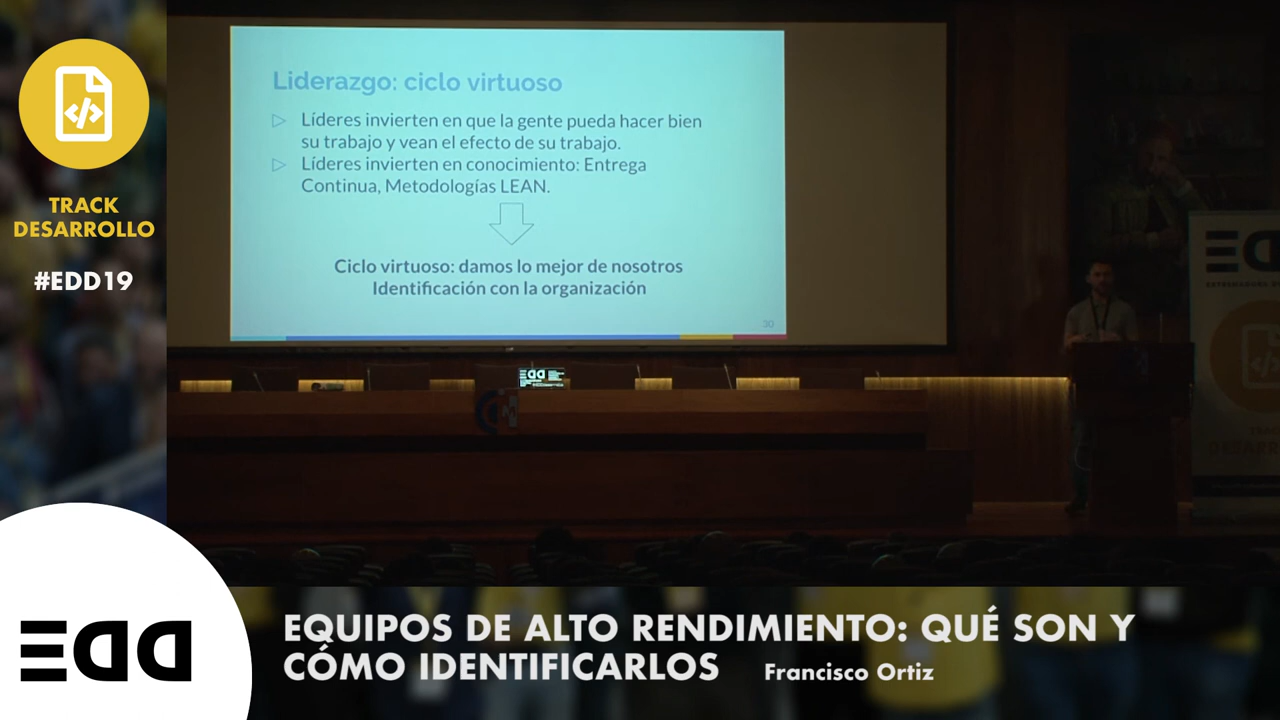 TRACK
DESARROLLO
#EDD19
Liderazgo: ciclo virtuoso
Líderes invierten en que la gente pueda hacer bien
su trabajo y vean el efecto de su trabajo.
Líderes invierten en conocimiento: Entrega
Continua, Metodologías LEAN.
Ciclo virtuoso: damos lo mejor de nosotros
Identificación con la organización
30
EDD
EDD
EDD
EQUIPOS DE ALTO RENDIMIENTO: QUÉ SON Y
CÓMO IDENTIFICARLOS Francisco Ortiz